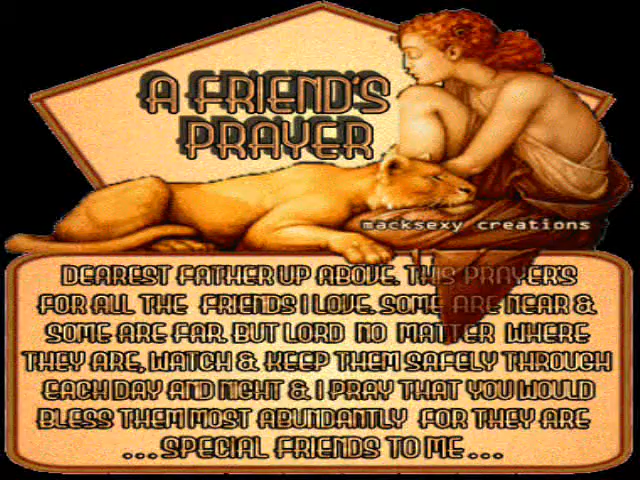 A FRIEND'S
PRAYER
macksexy creations
DEAREST FATHER UP ABOVE. THIS PRAYER'S
FOR ALL THE FRIENDS I LOVE. SOME ARE NEAR &
SOME ARE FAR. BUT LORD NO MATTER WHERE
THEY ARE, WATCH & KEEP THEM SAFELY THROUGH
EACH DAY AND NIGHT & I PRAY THAT YOU WOULD
BLESS THEM MOST ABUNDANTLY FOR THEY ARE
...SPECIAL FRIENDS TO ME...